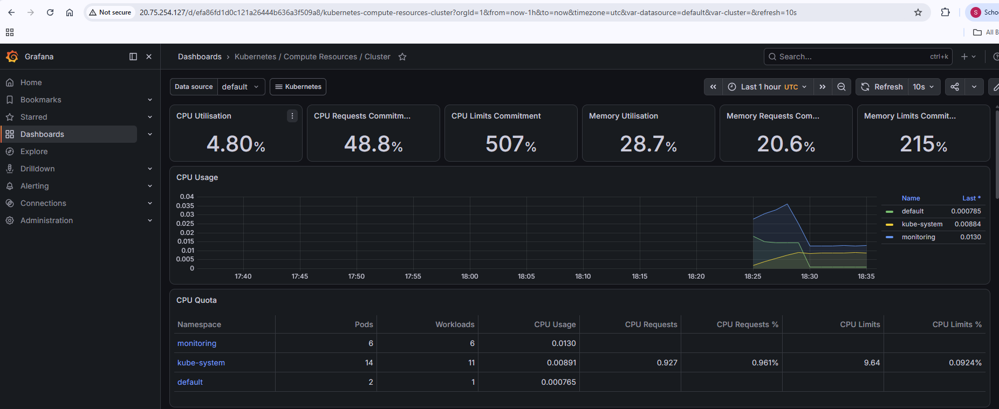 Not secure
20.75.254.127/d/efa86fd1d0c121a26444b636a3f509a8/kubernetes-compute-resources-cluster?orgId=1&from=now-1h&to=now&timezone=utc&var-datasource=default&var-cluster=&refresh=10s
S
Scho
All B
Grafana
Dashboards › Kubernetes / Compute Resources / Cluster
Search...
ctrl+k
Home
Bookmarks
Starred
Dashboards
Explore
Drilldown
Alerting
Connections
Administration
Data source
default
Kubernetes
Last 1 hour UTC
Refresh
10s
CPU Utilisation
4.80%
CPU Requests Commitm...
48.8%
CPU Limits Commitment
507%
Memory Utilisation
28.7%
Memory Requests Com...
20.6%
Memory Limits Commit...
215%
CPU Usage
0.04
0.035
0.03
0.025
0.02
0.015
0.01
0.005
0
17:40 17:45 17:50 17:55 18:00 18:05 18:10 18:15 18:20 18:25 18:30 18:35
Name Last *
default 0.000785
kube-system 0.00884
monitoring 0.0130
CPU Quota
Namespace Pods Workloads CPU Usage CPU Requests CPU Requests % CPU Limits CPU Limits %
monitoring 6 6 0.0130
kube-system 14 11 0.00891 0.927 0.961% 9.64 0.0924%
default 2 1 0.000765